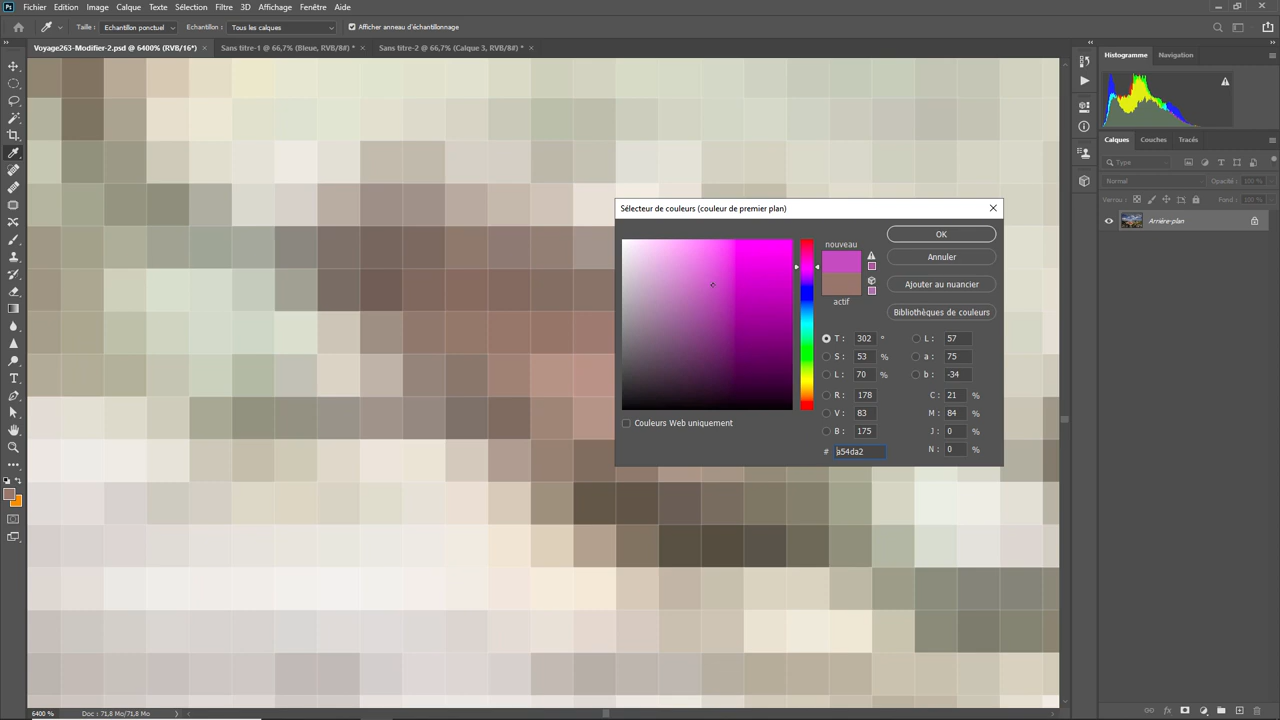 Ps Fichier Edition Image Calque Texte Sélection Filtre 3D Affichage Fenêtre Aide
Taille : Echantillon ponctuel Echantillon : Tous les calques Afficher anneau d'échantillonnage
Voyage263-Modifier-2.psd @ 6400% (RVB/16*) × Sans titre-1 @ 66,7% (Bleue, RVB/8#) * × Sans titre-2 @ 66,7% (Calque 3, RVB/8#) * ×
Histogramme Navigation
Calques Couches Tracés
Type
Normal Opacité : 100 %
Verrou : Fond : 100 %
Arrière-plan
Sélecteur de couleurs (couleur de premier plan)
nouveau
actif
OK
Annuler
Ajouter au nuancier
Bibliothèques de couleurs
T : 302 ° L : 57
S : 53 % a : 75
L : 70 % b : -34
R : 178 C : 21 %
V : 83 M : 84 %
B : 175 J : 0 %
# a54da2 N : 0 %
Couleurs Web uniquement
6400 % Doc : 71,8 Mo/71,8 Mo